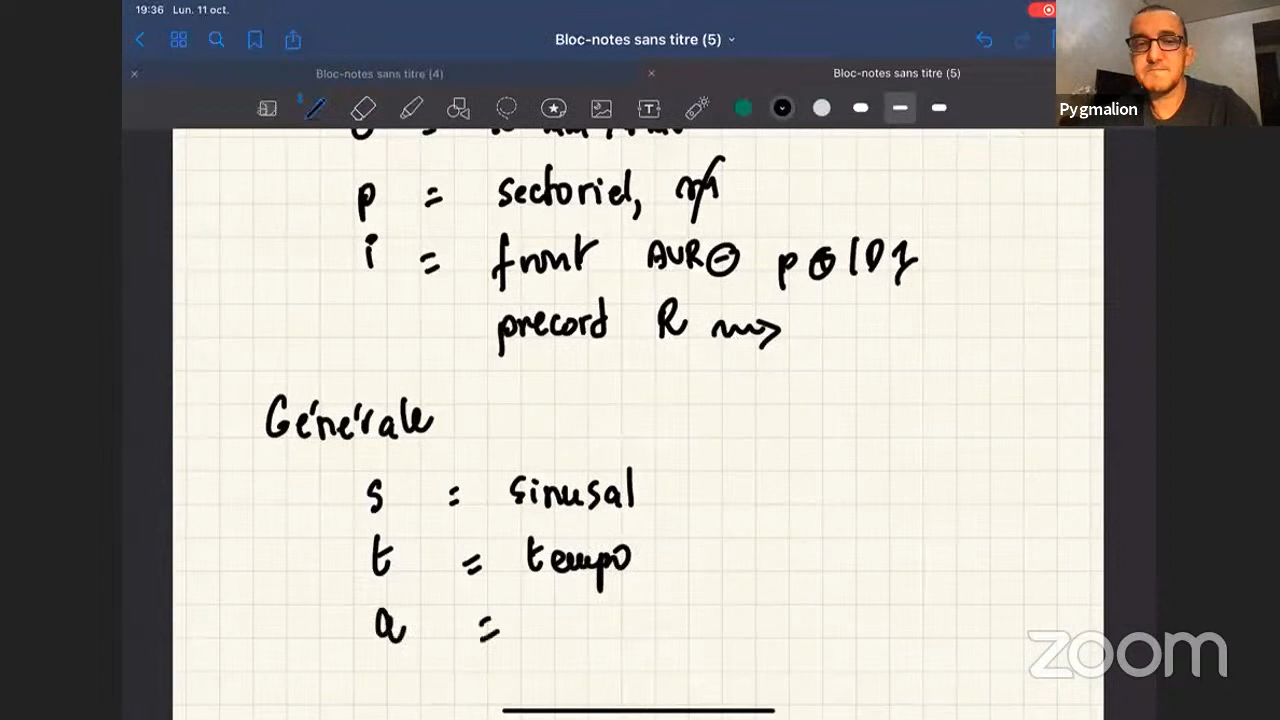 19:36 Lun. 11 oct.
Bloc-notes sans titre (5)
Bloc-notes sans titre (4)
Bloc-notes sans titre (5)
Pygmalion
p = sectoriel,
i = front AVR⊖ p⊕
precord R
Générale
s = sinusal
t = tempo
a =
zoom